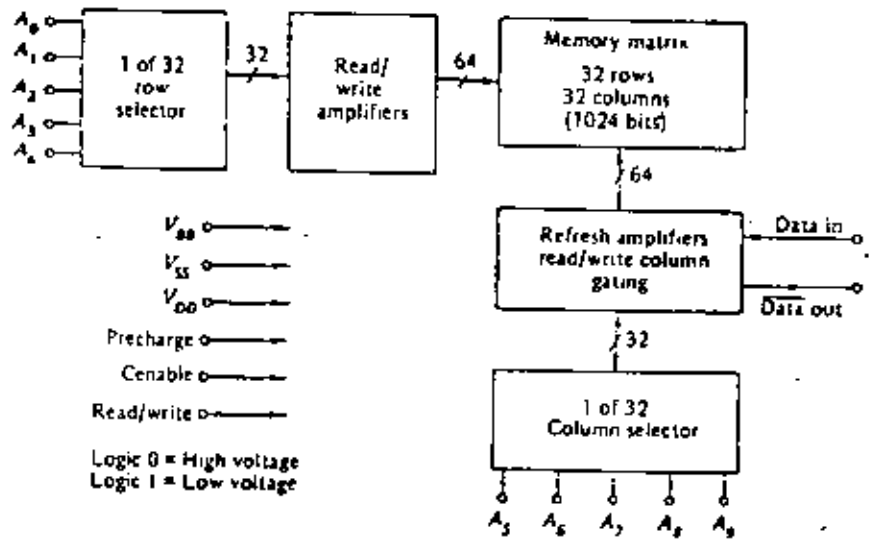 A₀
A₁
A₂
A₃
A₄
1 of 32
row
selector
32
Read/
write
amplifiers
64
Memory matrix
32 rows
32 columns
(1024 bits)
64
V_BB
V_SS
V_DD
Precharge
Cenable
Read/write
Logic 0 = High voltage
Logic 1 = Low voltage
Refresh amplifiers
read/write column
gating
Data in
Data out
32
1 of 32
Column selector
A₅
A₆
A₇
A₈
A₉